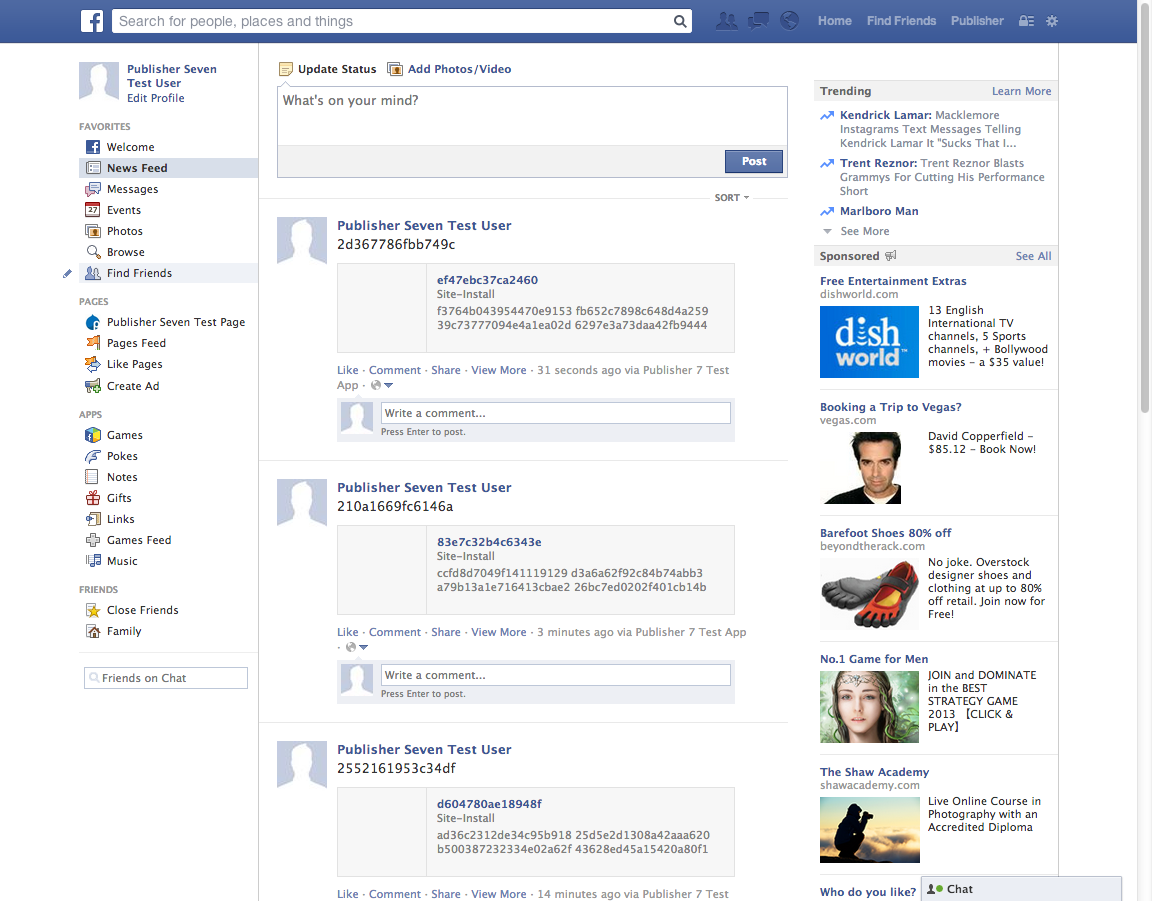 Search for people, places and things
Home
Find Friends
Publisher
Publisher Seven
Test User
Edit Profile
FAVORITES
Welcome
News Feed
Messages
27
Events
Photos
Browse
Find Friends
PAGES
Publisher Seven Test Page
Pages Feed
Like Pages
Create Ad
APPS
Games
Pokes
Notes
Gifts
Links
Games Feed
Music
FRIENDS
Close Friends
Family
Friends on Chat
Update Status
Add Photos/Video
What's on your mind?
Post
SORT
Publisher Seven Test User
2d367786fbb749c
ef47ebc37ca2460
Site-Install
f3764b043954470e9153 fb652c7898c648d4a259
39c73777094e4a1ea02d 6297e3a73daa42fb9444
Like · Comment · Share · View More · 31 seconds ago via Publisher 7 Test
App ·
Write a comment...
Press Enter to post.
Publisher Seven Test User
210a1669fc6146a
83e7c32b4c6343e
Site-Install
ccfd8d7049f141119129 d3a6a62f92c84b74abb3
a79b13a1e716413cbae2 26bc7ed0202f401cb14b
Like · Comment · Share · View More · 3 minutes ago via Publisher 7 Test App
·
Write a comment...
Press Enter to post.
Publisher Seven Test User
2552161953c34df
d604780ae18948f
Site-Install
ad36c2312de34c95b918 25d5e2d1308a42aaa620
b500387232334e02a62f 43628ed45a15420a80f1
Like · Comment · Share · View More · 14 minutes ago via Publisher 7 Test
Trending
Learn More
Kendrick Lamar: Macklemore
Instagrams Text Messages Telling
Kendrick Lamar It "Sucks That I...
Trent Reznor: Trent Reznor Blasts
Grammys For Cutting His Performance
Short
Marlboro Man
See More
Sponsored
See All
Free Entertainment Extras
dishworld.com
dish
world™
13 English
International TV
channels, 5 Sports
channels, + Bollywood
movies – a $35 value!
Booking a Trip to Vegas?
vegas.com
David Copperfield –
$85.12 – Book Now!
Barefoot Shoes 80% off
beyondtherack.com
No joke. Overstock
designer shoes and
clothing at up to 80%
off retail. Join now for
Free!
No.1 Game for Men
JOIN and DOMINATE
in the BEST
STRATEGY GAME
2013 【CLICK &
PLAY】
The Shaw Academy
shawacademy.com
Live Online Course in
Photography with an
Accredited Diploma
Who do you like?
Chat